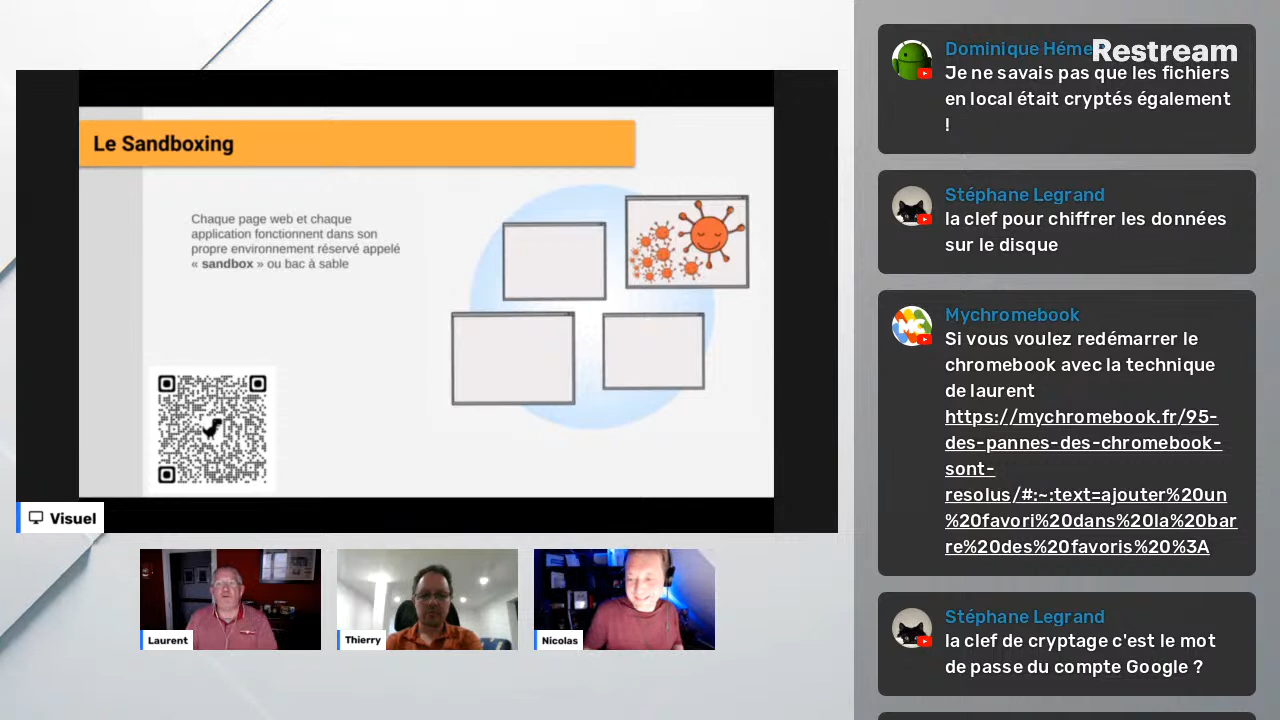 Le Sandboxing
Chaque page web et chaque
application fonctionnent dans son
propre environnement réservé appelé
« sandbox » ou bac à sable
Visuel
Laurent
Thierry
Nicolas
Restream
Dominique Héme
Je ne savais pas que les fichiers
en local était cryptés également
!
Stéphane Legrand
la clef pour chiffrer les données
sur le disque
Mychromebook
Si vous voulez redémarrer le
chromebook avec la technique
de laurent
https://mychromebook.fr/95-
des-pannes-des-chromebook-
sont-
resolus/#:~:text=ajouter%20un
%20favori%20dans%20la%20bar
re%20des%20favoris%20%3A
Stéphane Legrand
la clef de cryptage c'est le mot
de passe du compte Google ?